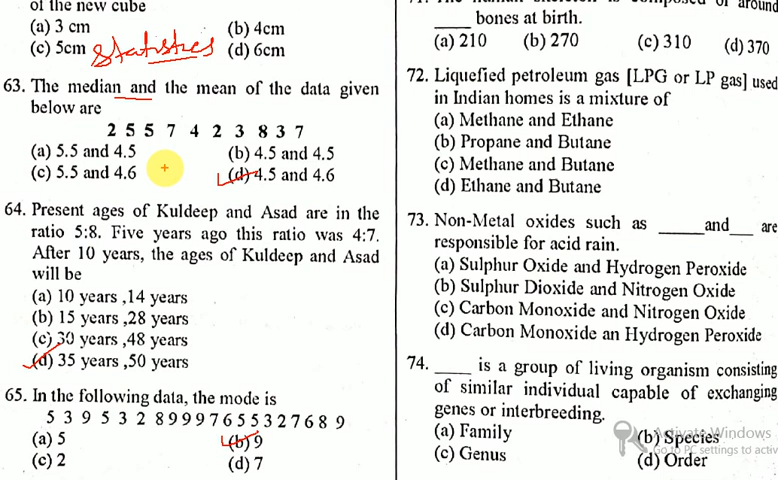 of the new cube
(a) 3 cm (b) 4cm
(c) 5cm Statistics (d) 6cm
63. The median and the mean of the data given
below are
2 5 5 7 4 2 3 8 3 7
(a) 5.5 and 4.5 (b) 4.5 and 4.5
(c) 5.5 and 4.6 (d) 4.5 and 4.6
64. Present ages of Kuldeep and Asad are in the
ratio 5:8. Five years ago this ratio was 4:7.
After 10 years, the ages of Kuldeep and Asad
will be
(a) 10 years ,14 years
(b) 15 years ,28 years
(c) 30 years ,48 years
(d) 35 years ,50 years
65. In the following data, the mode is
5 3 9 5 3 2 8 9 9 9 7 6 5 5 3 2 7 6 8 9
(a) 5 (b) 9
(c) 2 (d) 7
____ bones at birth.
(a) 210 (b) 270 (c) 310 (d) 370
72. Liquefied petroleum gas [LPG or LP gas] used
in Indian homes is a mixture of
(a) Methane and Ethane
(b) Propane and Butane
(c) Methane and Butane
(d) Ethane and Butane
73. Non-Metal oxides such as _____and___ are
responsible for acid rain.
(a) Sulphur Oxide and Hydrogen Peroxide
(b) Sulphur Dioxide and Nitrogen Oxide
(c) Carbon Monoxide and Nitrogen Oxide
(d) Carbon Monoxide an Hydrogen Peroxide
74. ____ is a group of living organism consisting
of similar individual capable of exchanging
genes or interbreeding.
(a) Family (b) Species
(c) Genus (d) Order
Activate Windows
Go to PC settings to activ